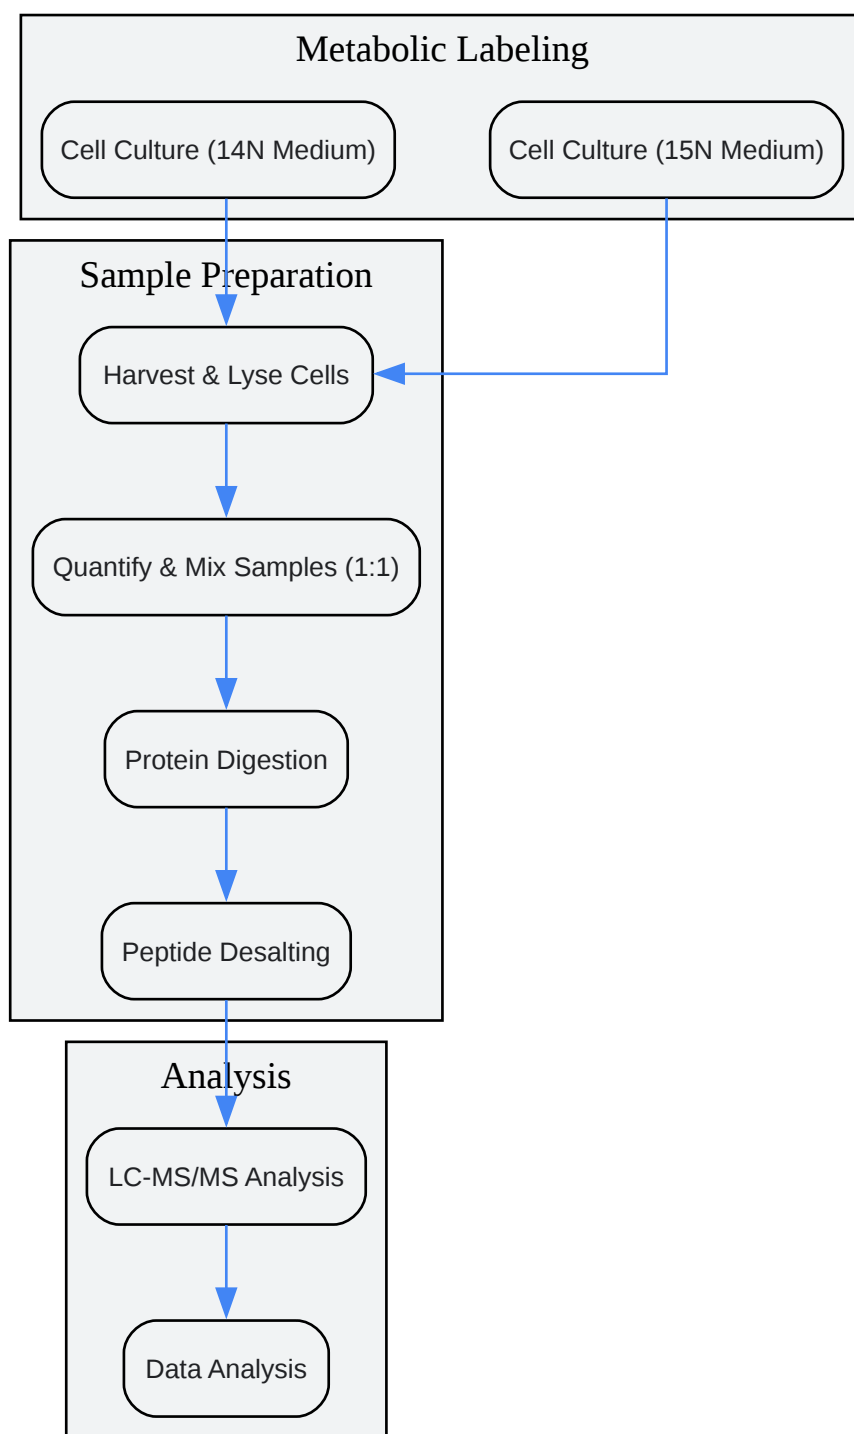 Metabolic Labeling
Cell Culture (14N Medium)
Cell Culture (15N Medium)
Sample Preparation
Harvest & Lyse Cells
Quantify & Mix Samples (1:1)
Protein Digestion
Peptide Desalting
Analysis
LC-MS/MS Analysis
Data Analysis